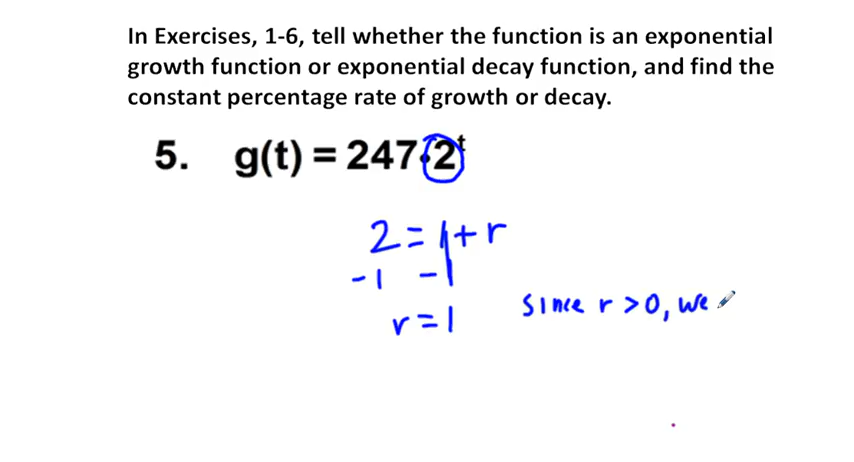 In Exercises, 1-6, tell whether the function is an exponential
growth function or exponential decay function, and find the
constant percentage rate of growth or decay.
5. g(t) = 247·2^t
2 = 1 + r
-1 -1
r = 1
Since r > 0, we